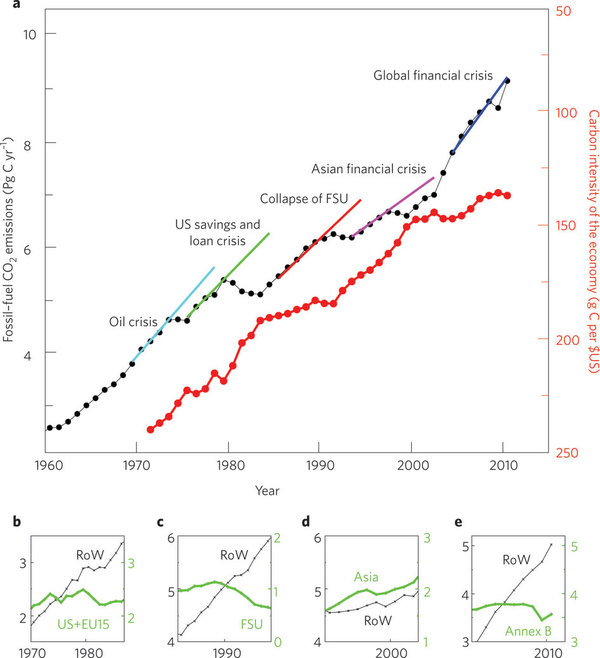 a
10
8
6
4
50
100
150
200
250
Fossil–fuel CO2 emissions (Pg C yr-1)
Carbon intensity of the economy (g C per $US)
Global financial crisis
Asian financial crisis
Collapse of FSU
US savings and
loan crisis
Oil crisis
1960 1970 1980 1990 2000 2010
Year
b
3
2
3
2
RoW
US+EU15
1970 1980
c
6
5
4
2
1
0
RoW
FSU
1990
d
6
5
4
3
2
1
Asia
RoW
2000
e
5
4
3
5
4
3
RoW
Annex B
2010